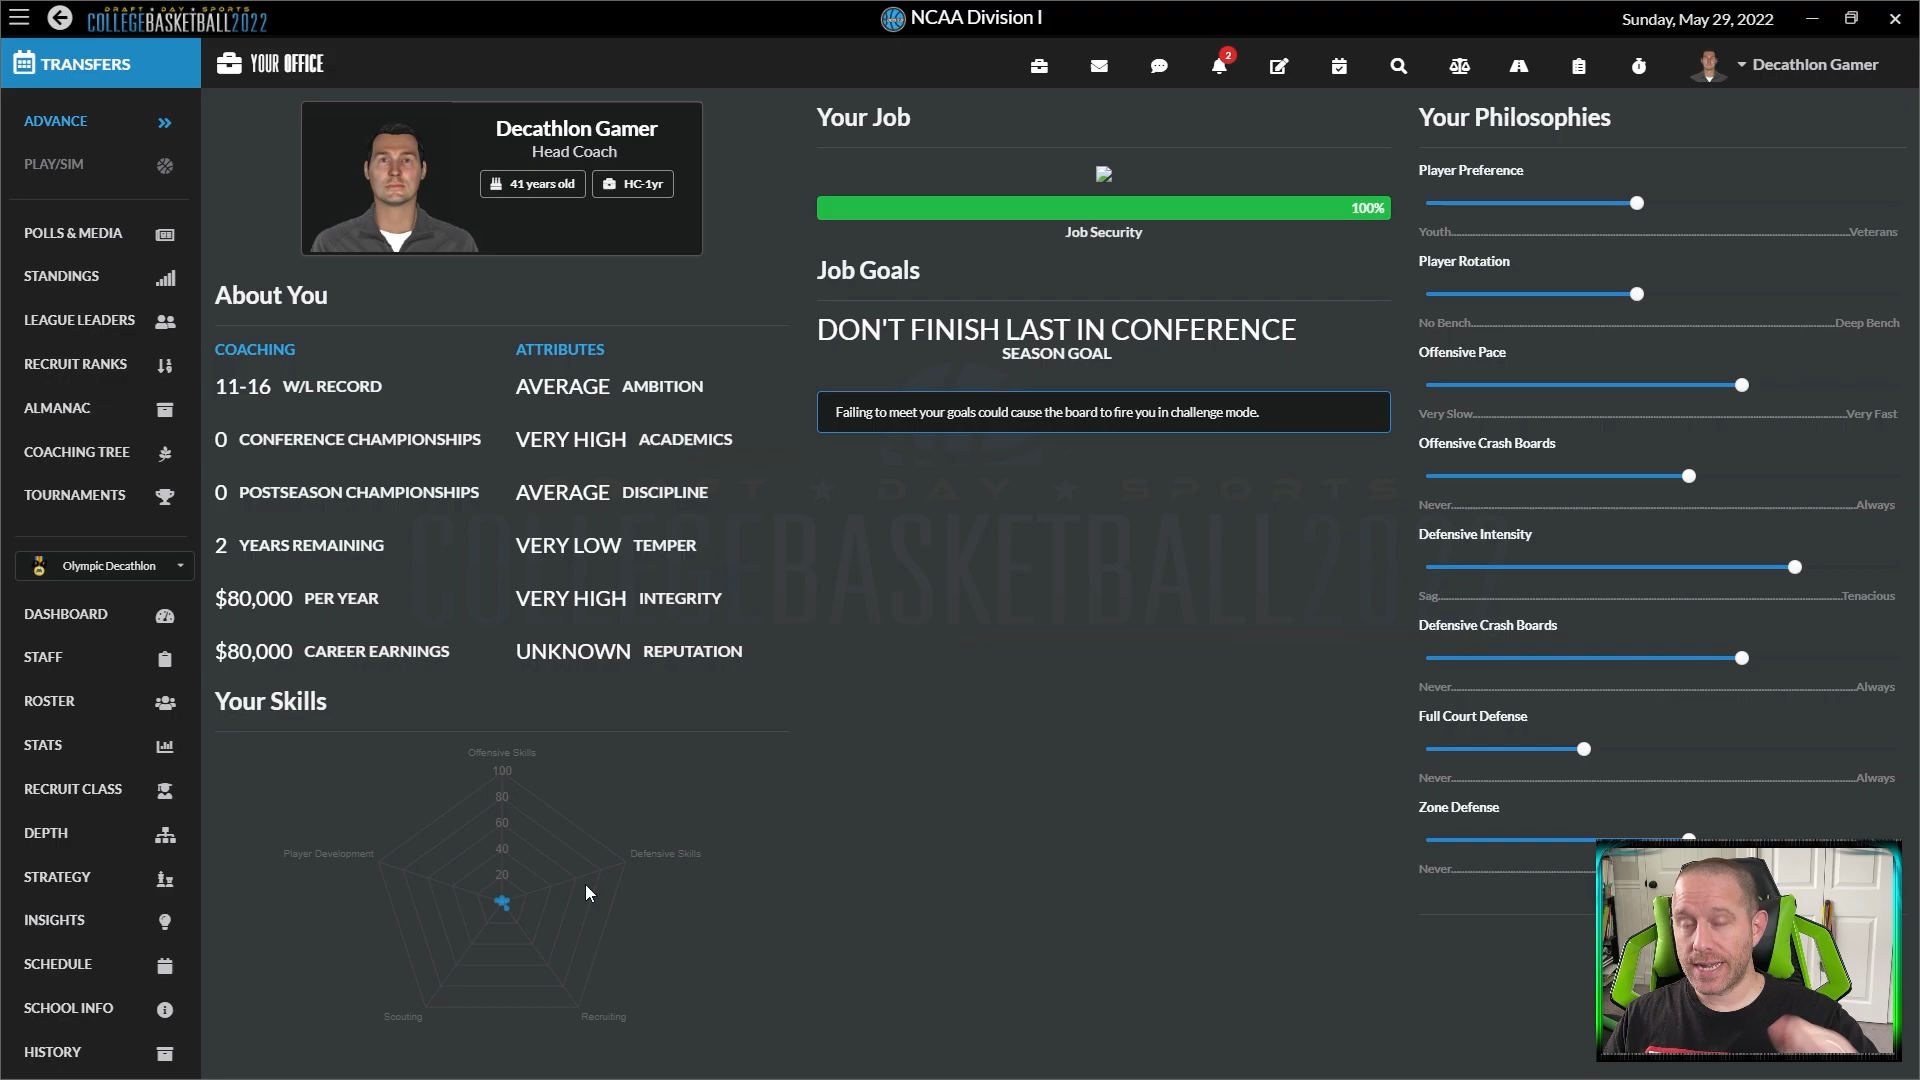 DRAFT · DAY · SPORTS
COLLEGEBASKETBALL2022
NCAA Division I
Sunday, May 29, 2022
TRANSFERS
YOUR OFFICE
2
Decathlon Gamer
ADVANCE
PLAY/SIM
POLLS & MEDIA
STANDINGS
LEAGUE LEADERS
RECRUIT RANKS
ALMANAC
COACHING TREE
TOURNAMENTS
Olympic Decathlon
DASHBOARD
STAFF
ROSTER
STATS
RECRUIT CLASS
DEPTH
STRATEGY
INSIGHTS
SCHEDULE
SCHOOL INFO
HISTORY
Decathlon Gamer
Head Coach
41 years old
HC-1yr
About You
COACHING
11-16 W/L RECORD
0 CONFERENCE CHAMPIONSHIPS
0 POSTSEASON CHAMPIONSHIPS
2 YEARS REMAINING
$80,000 PER YEAR
$80,000 CAREER EARNINGS
ATTRIBUTES
AVERAGE AMBITION
VERY HIGH ACADEMICS
AVERAGE DISCIPLINE
VERY LOW TEMPER
VERY HIGH INTEGRITY
UNKNOWN REPUTATION
Your Skills
Offensive Skills
100
80
60
40
20
Player Development
Defensive Skills
Scouting
Recruiting
Your Job
100%
Job Security
Job Goals
DON'T FINISH LAST IN CONFERENCE
SEASON GOAL
Failing to meet your goals could cause the board to fire you in challenge mode.
DRAFT ★ DAY ★ SPORTS
COLLEGEBASKETBALL2022
Your Philosophies
Player Preference
Youth Veterans
Player Rotation
No Bench Deep Bench
Offensive Pace
Very Slow Very Fast
Offensive Crash Boards
Never Always
Defensive Intensity
Sag Tenacious
Defensive Crash Boards
Never Always
Full Court Defense
Never Always
Zone Defense
Never